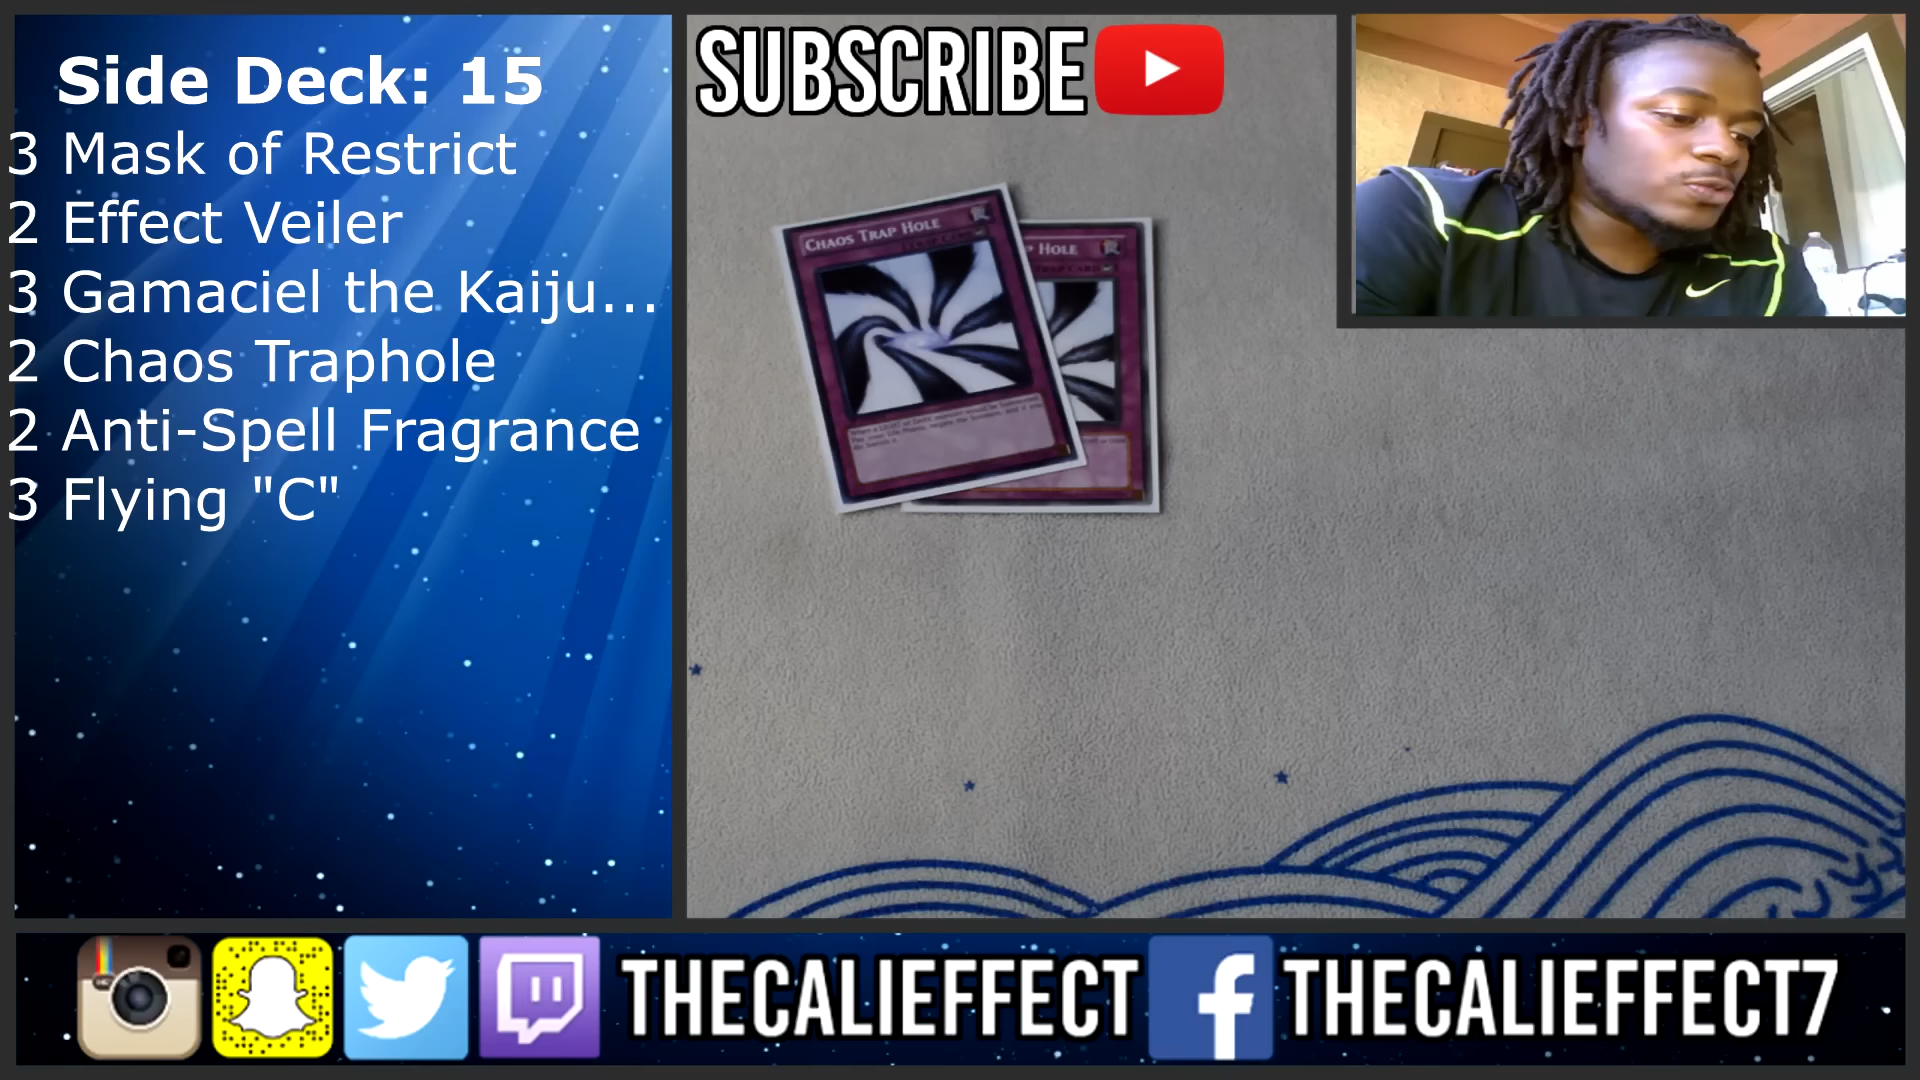 Side Deck: 15
3 Mask of Restrict
2 Effect Veiler
3 Gamaciel the Kaiju...
2 Chaos Traphole
2 Anti-Spell Fragrance
3 Flying "C"
SUBSCRIBE
CHAOS TRAP HOLE
HOLE
THECALIEFFECT
THECALIEFFECT7